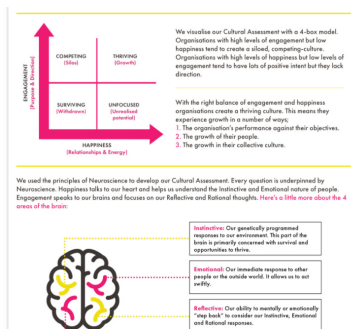 We visualise our Cultural Assessment with a 4-box model.
Organisations with high levels of engagement but low
happiness tend to create a siloed, competing-culture.
Organisations with high levels of happiness but low levels of
engagement tend to have lots of positive intent but they lack
direction.
ENGAGEMENT
(Purpose & Direction)
COMPETING
(Silos)
THRIVING
(Growth)
SURVIVING
(Withdrawn)
UNFOCUSED
(Unrealised
potential)
HAPPINESS
(Relationships & Energy)
With the right balance of engagement and happiness
organisations create a thriving culture. This means they
experience growth in a number of ways;
1. The organisation's performance against their objectives.
2. The growth of their people.
3. The growth in their collective culture.
We used the principles of Neuroscience to develop our Cultural Assessment. Every question is underpinned by
Neuroscience. Happiness talks to our heart and helps us understand the Instinctive and Emotional nature of people.
Engagement speaks to our brains and focuses on our Reflective and Rational thoughts. Here's a little more about the 4
areas of the brain:
Instinctive: Our genetically programmed
responses to our environment. This part of the
brain is primarily concerned with survival and
opportunities to thrive.
Emotional: Our immediate response to other
people or the outside world. It allows us to act
swiftly.
Reflective: Our ability to mentally or emotionally
"step back" to consider our Instinctive, Emotional
and Rational responses.